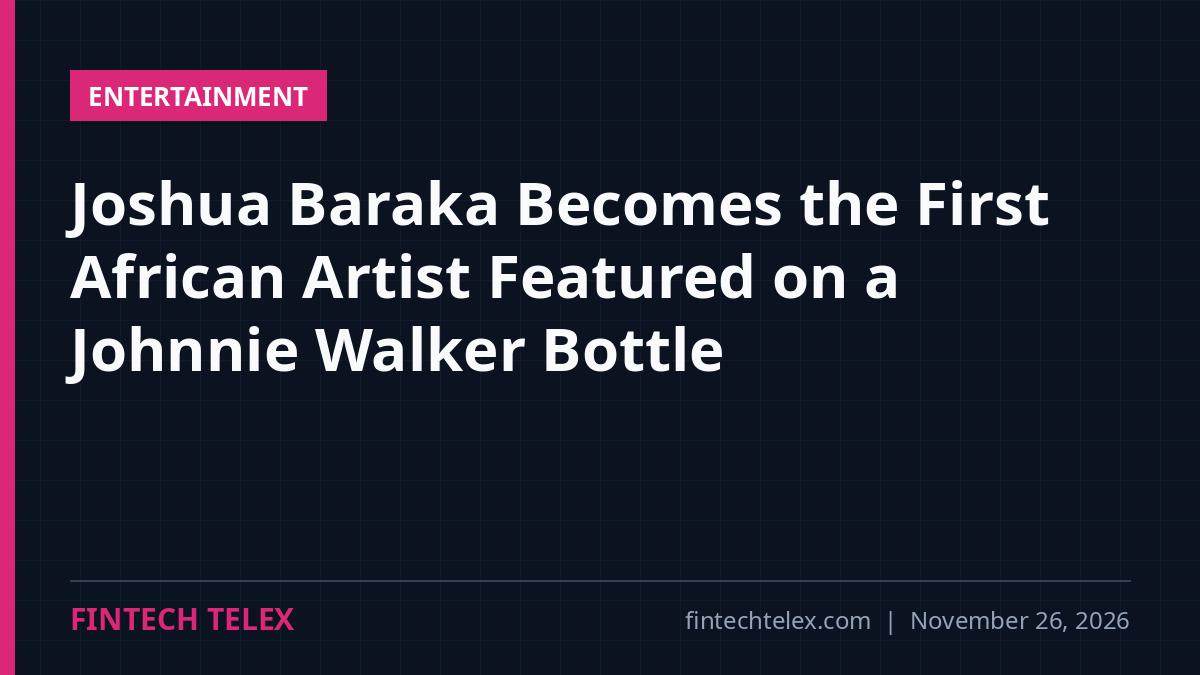 ENTERTAINMENT
Joshua Baraka Becomes the First
African Artist Featured on a
Johnnie Walker Bottle
FINTECH TELEX
fintechtelex.com | November 26, 2026